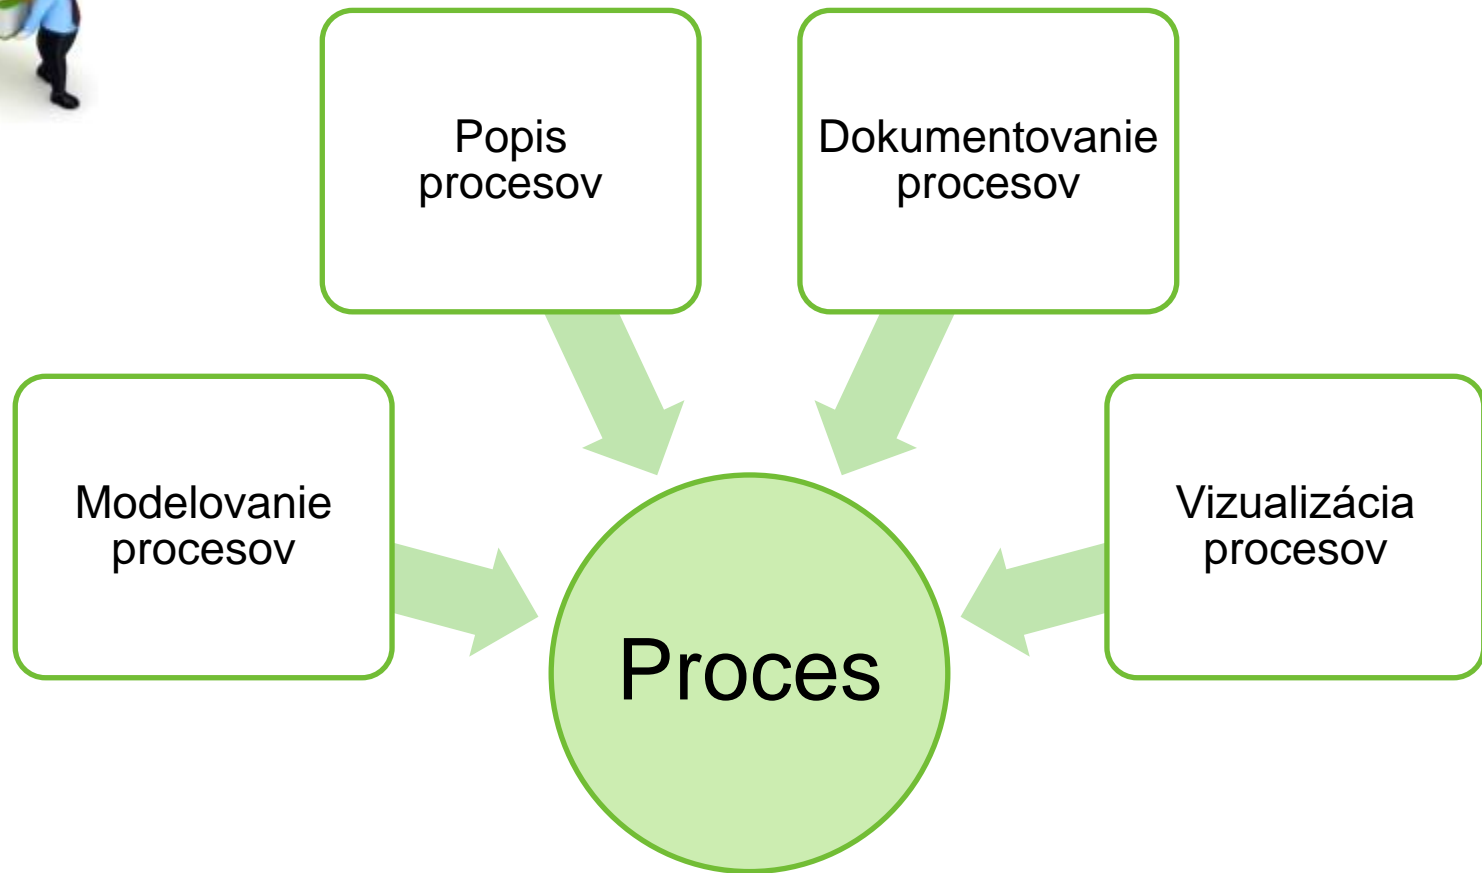 Popis
procesov
Dokumentovanie
procesov
Modelovanie
procesov
Vizualizácia
procesov
Proces